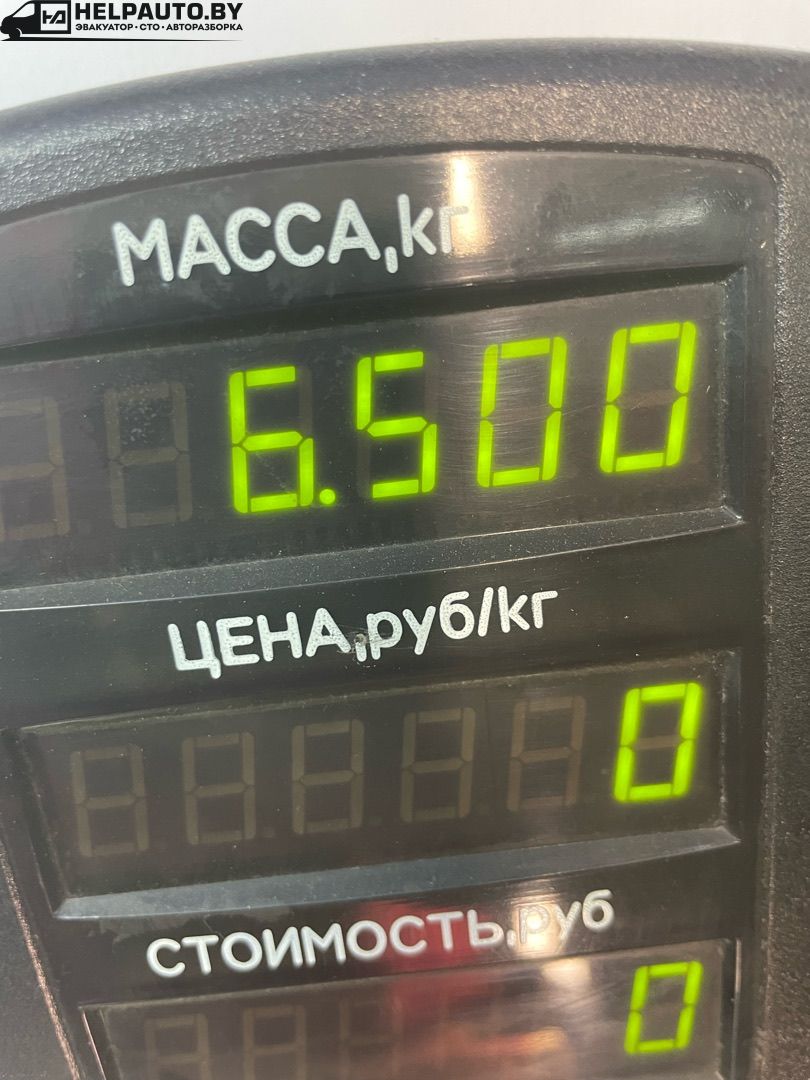 HELPAUTO.BY
ЭВАКУАТОР · СТО · АВТОРАЗБОРКА
МАССА,кг
6.500
ЦЕНА,руб/кг
0
СТОИМОСТЬ,руб
0